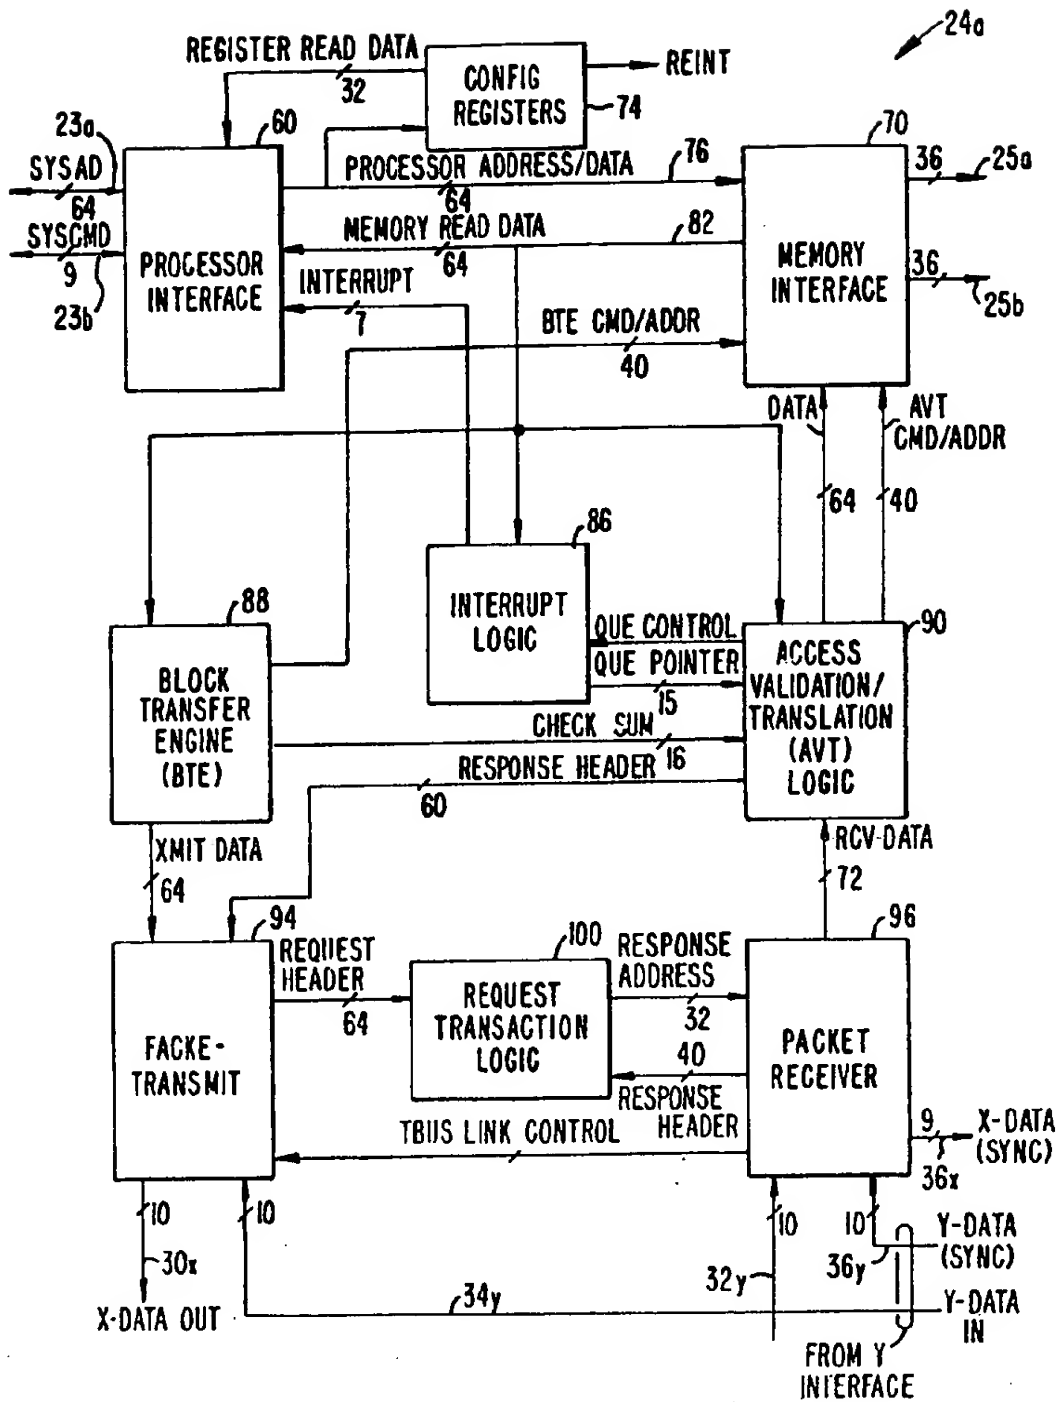 24a
REGISTER READ DATA
32
CONFIG
REGISTERS
REINT
74
23a
60
70
SYSAD
64
PROCESSOR ADDRESS/DATA
64
76
36
25a
SYSCMD
9
23b
PROCESSOR
INTERFACE
MEMORY READ DATA
64
82
MEMORY
INTERFACE
36
25b
INTERRUPT
7
BTE CMD/ADDR
40
DATA
AVT
CMD/ADDR
64
40
86
INTERRUPT
LOGIC
88
BLOCK
TRANSFER
ENGINE
(BTE)
QUE CONTROL
QUE POINTER
15
90
ACCESS
VALIDATION/
TRANSLATION
(AVT)
LOGIC
CHECK SUM
16
RESPONSE HEADER
60
XMIT DATA
64
RCV-DATA
72
94
REQUEST
HEADER
64
100
REQUEST
TRANSACTION
LOGIC
RESPONSE
ADDRESS
32
96
FACKE-
TRANSMIT
40
RESPONSE
HEADER
PACKET
RECEIVER
TBUS LINK CONTROL
9
X-DATA
(SYNC)
36x
10
10
10
10
30x
X-DATA OUT
34y
32y
36y
Y-DATA
(SYNC)
Y-DATA
IN
FROM Y
INTERFACE